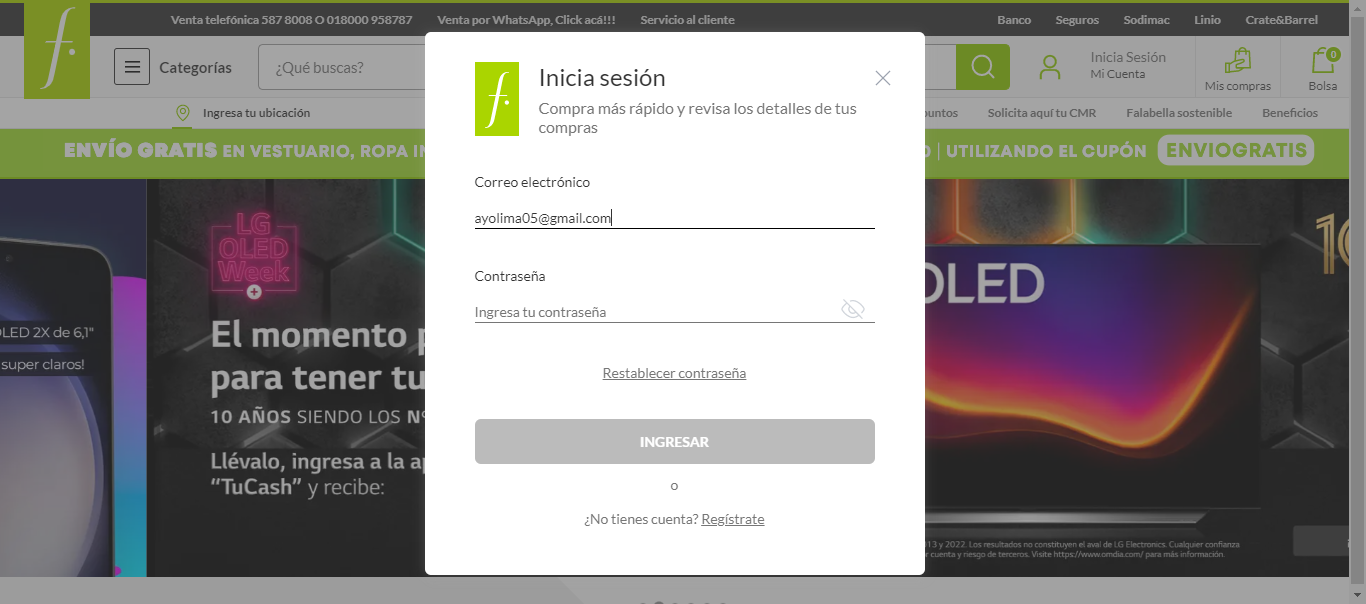 Venta telefónica 587 8008 O 018000 958787 Venta por WhatsApp, Click acá!!! Servicio al cliente Banco Seguros Sodimac Linio Crate&Barrel
f.
Categorías
¿Qué buscas?
Inicia Sesión
Mi Cuenta
Mis compras
0
Bolsa
Ingresa tu ubicación
Solicita aquí tu CMR Falabella sostenible Beneficios
ENVÍO GRATIS EN VESTUARIO, ROPA
| UTILIZANDO EL CUPÓN ENVIOGRATIS
f.
Inicia sesión
Compra más rápido y revisa los detalles de tus
compras
Correo electrónico
ayolima05@gmail.com
Contraseña
Ingresa tu contraseña
Restablecer contraseña
INGRESAR
o
¿No tienes cuenta? Regístrate
OLED 2X de 6,1"
super claros!
LG
OLED
Week
+
El momento
para tener tu
10 AÑOS SIENDO LOS Nº
Llévalo, ingresa a la
“TuCash” y recibe:
OLED
10
13 y 2022. Los resultados no constituyen el aval de LG Electronics. Cualquier confianza
cuenta y riesgo de terceros. Visite https://www.omdia.com/ para más información.